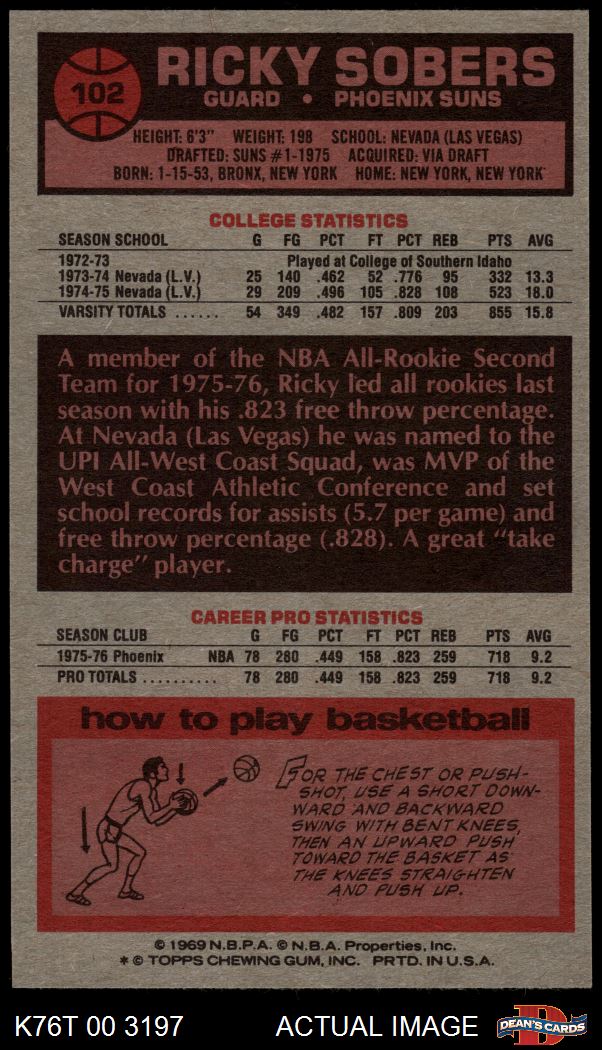 102
RICKY SOBERS
GUARD • PHOENIX SUNS
HEIGHT: 6'3" WEIGHT: 198 SCHOOL: NEVADA (LAS VEGAS)
DRAFTED: SUNS #1-1975 ACQUIRED: VIA DRAFT
BORN: 1-15-53, BRONX, NEW YORK HOME: NEW YORK, NEW YORK
COLLEGE STATISTICS
SEASON SCHOOL G FG PCT FT PCT REB PTS AVG
1972-73 Played at College of Southern Idaho
1973-74 Nevada (L.V.) 25 140 .462 52 .776 95 332 13.3
1974-75 Nevada (L.V.) 29 209 .496 105 .828 108 523 18.0
VARSITY TOTALS ...... 54 349 .482 157 .809 203 855 15.8
A member of the NBA All-Rookie Second
Team for 1975-76, Ricky led all rookies last
season with his .823 free throw percentage.
At Nevada (Las Vegas) he was named to the
UPI All-West Coast Squad, was MVP of the
West Coast Athletic Conference and set
school records for assists (5.7 per game) and
free throw percentage (.828). A great "take
charge" player.
CAREER PRO STATISTICS
SEASON CLUB G FG PCT FT PCT REB PTS AVG
1975-76 Phoenix NBA 78 280 .449 158 .823 259 718 9.2
PRO TOTALS .......... 78 280 .449 158 .823 259 718 9.2
how to play basketball
FOR THE CHEST OR PUSH-
SHOT, USE A SHORT DOWN-
WARD AND BACKWARD
SWING WITH BENT KNEES,
THEN AN UPWARD PUSH
TOWARD THE BASKET AS
THE KNEES STRAIGHTEN
AND PUSH UP.
© 1969 N.B.P.A. © N.B.A. Properties, Inc.
* © TOPPS CHEWING GUM, INC. PRTD. IN U.S.A.
K76T 00 3197 ACTUAL IMAGE DEAN'S CARDS